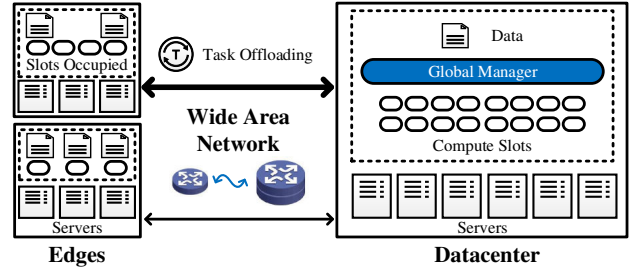 Slots Occupied
T
Task Offloading
Data
Global Manager
Wide Area
Network
Compute Slots
Servers
Servers
Edges
Datacenter